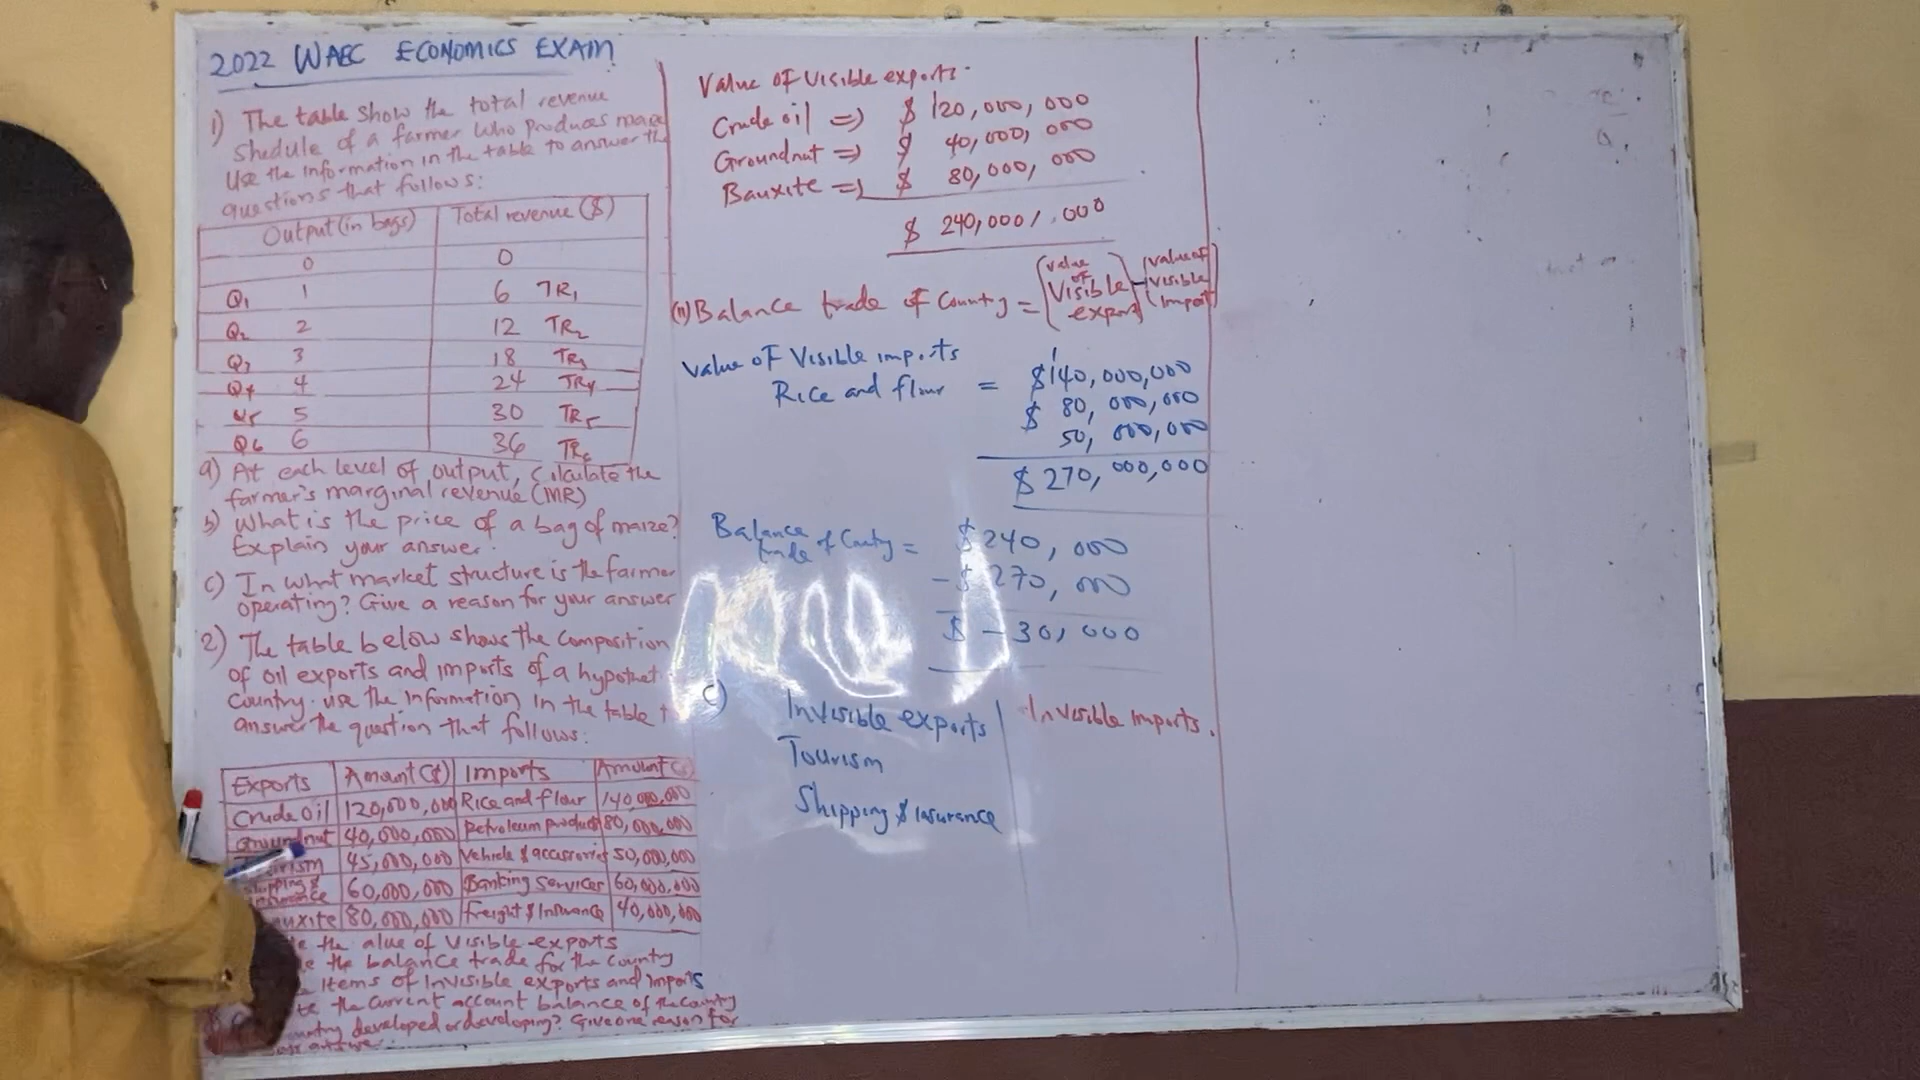 2022 WAEC ECONOMICS EXAM
1) The table show the total revenue
Shedule of a farmer who produces
Use the information in the table to answer the
questions that follows:
Output (in bags) Total revenue ($)
0 0
Q1 1 6 TR1
Q2 2 12 TR2
Q3 3 18 TR3
Q4 4 24 TR4
Q5 5 30 TR5
Q6 6 36 TR6
a) At each level of output, calculate the
farmer's marginal revenue (MR)
b) What is the price of a bag of maize?
Explain your answer.
c) In what market structure is the farmer
operating? Give a reason for your answer
2) The table below shows the composition
of oil exports and imports of a hypothet
Country. use the information in the table t
answer the question that follows:
Exports Amount ($) Imports Amount ($)
Crude oil 120,000,000 Rice and flour 140,000,000
Groundnut 40,000,000 Petroleum product 80,000,000
45,000,000 Vehicle & accessories 50,000,000
60,000,000 Banking services 60,000,000
80,000,000 Freight & Insurance 40,000,000
the alue of visible exports
the balance trade for the country
Items of Invisible exports and Imports
the current account balance of the country
developed or developing? Give one reason for
answer.
Value of Visible exports.
Crude oil => $ 120,000,000
Groundnut => $ 40,000,000
Bauxite => $ 80,000,000
$ 240,000,000
(ii) Balance trade of County = (Value of Visible export) - (Value of visible import)
Value of Visible imports
Rice and flour = $140,000,000
$ 80,000,000
50,000,000
$ 270,000,000
Balance trade of County = $240,000
- $270,000
$ -30,000
c) Invisible exports Invisible Imports.
Tourism
Shipping & Insurance